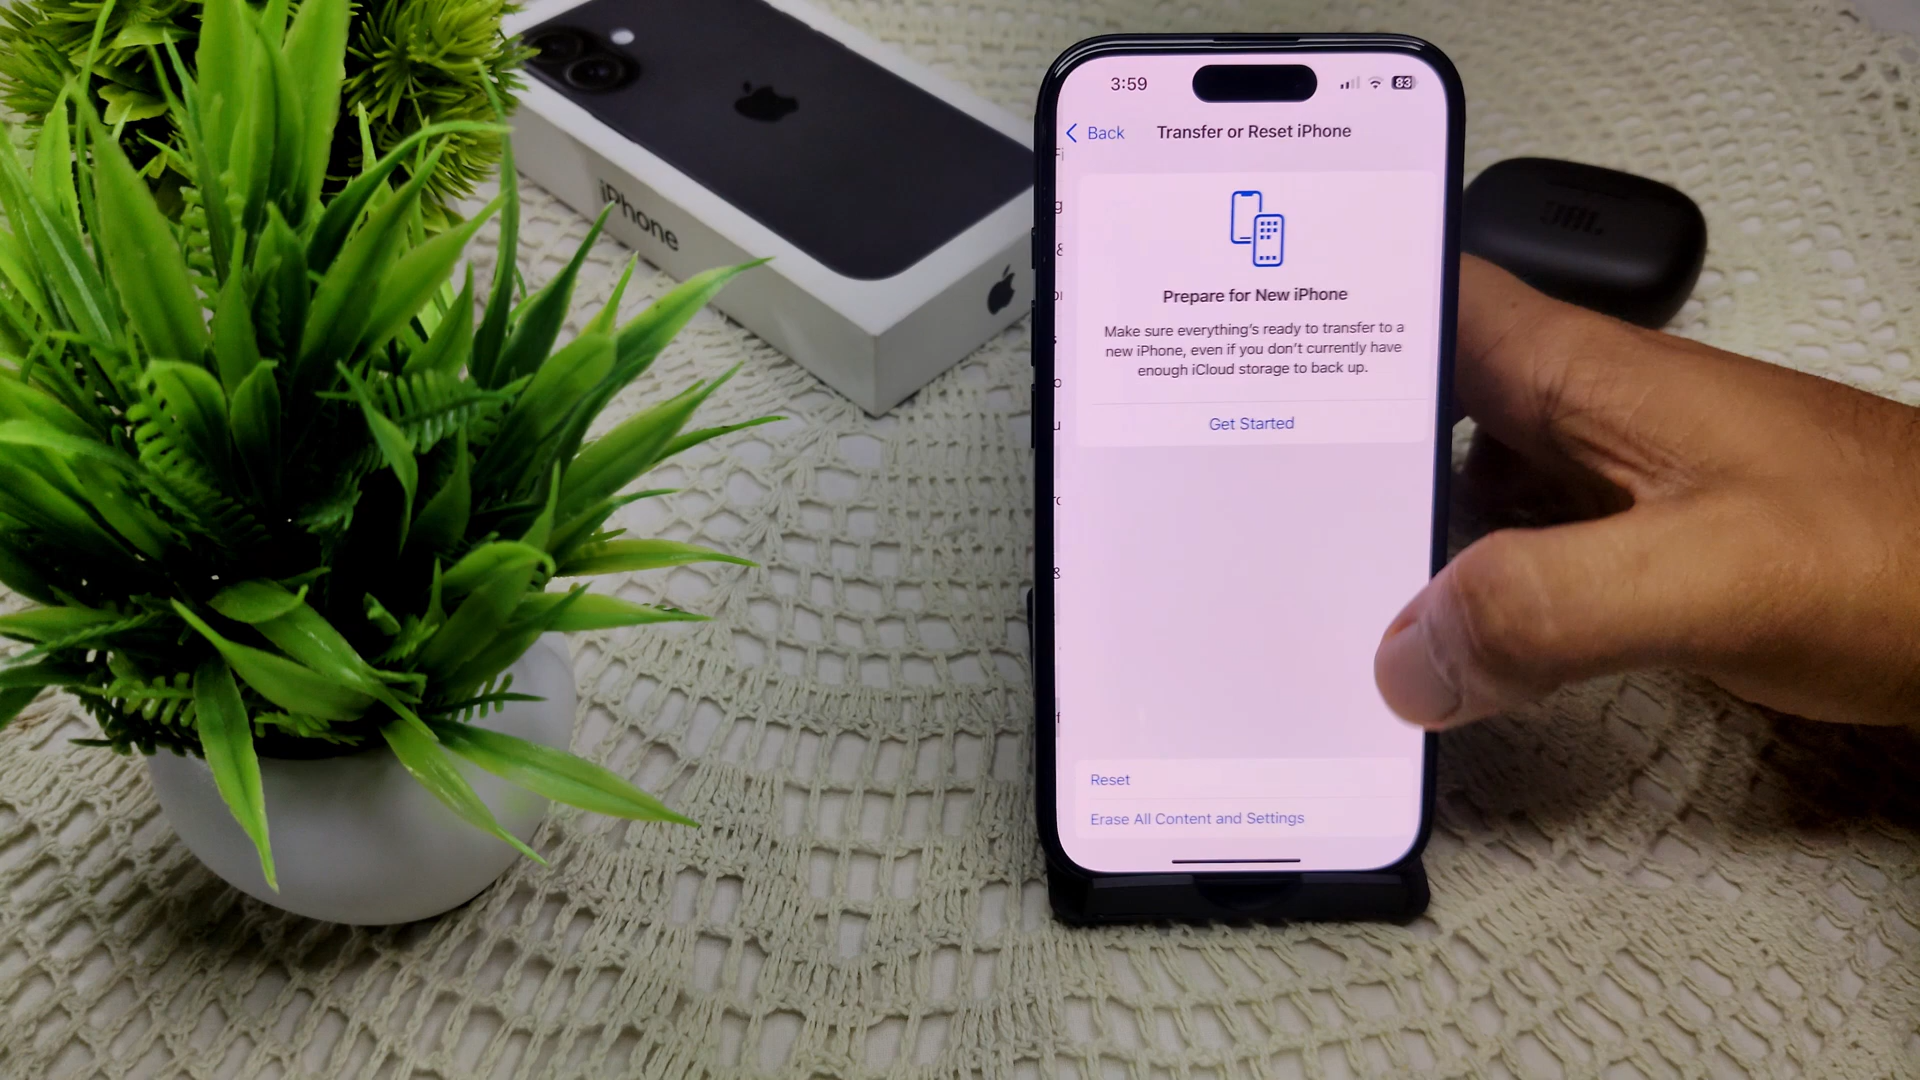 iPhone
3:59
83
Back
Transfer or Reset iPhone
Prepare for New iPhone
Make sure everything's ready to transfer to a
new iPhone, even if you don't currently have
enough iCloud storage to back up.
Get Started
Reset
Erase All Content and Settings
JBL